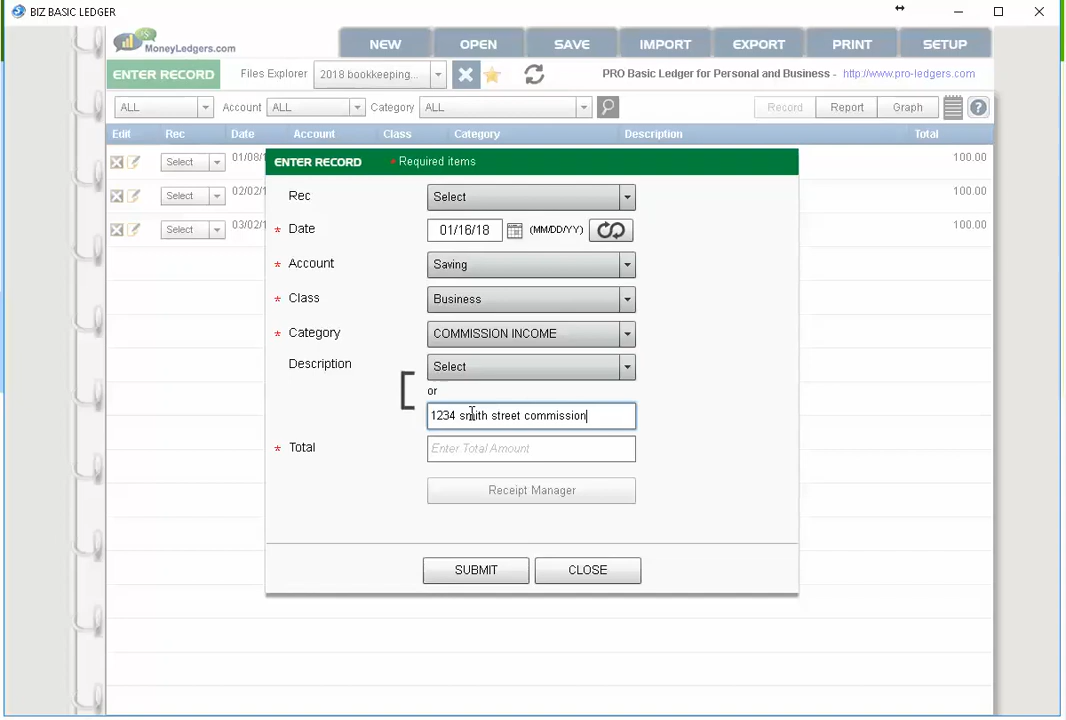 BIZ BASIC LEDGER
MoneyLedgers.com
NEW OPEN SAVE IMPORT EXPORT PRINT SETUP
ENTER RECORD Files Explorer 2018 bookkeeping... PRO Basic Ledger for Personal and Business - http://www.pro-ledgers.com
ALL Account ALL Category ALL Record Report Graph ?
Edit Rec Date Account Class Category Description Total
Select 01/08/1 100.00
Select 02/02/1 100.00
Select 03/02/1 100.00
ENTER RECORD * Required items
Rec Select
* Date 01/16/18 (MM/DD/YY)
* Account Saving
* Class Business
* Category COMMISSION INCOME
Description Select
or
1234 smith street commission
* Total Enter Total Amount
Receipt Manager
SUBMIT CLOSE